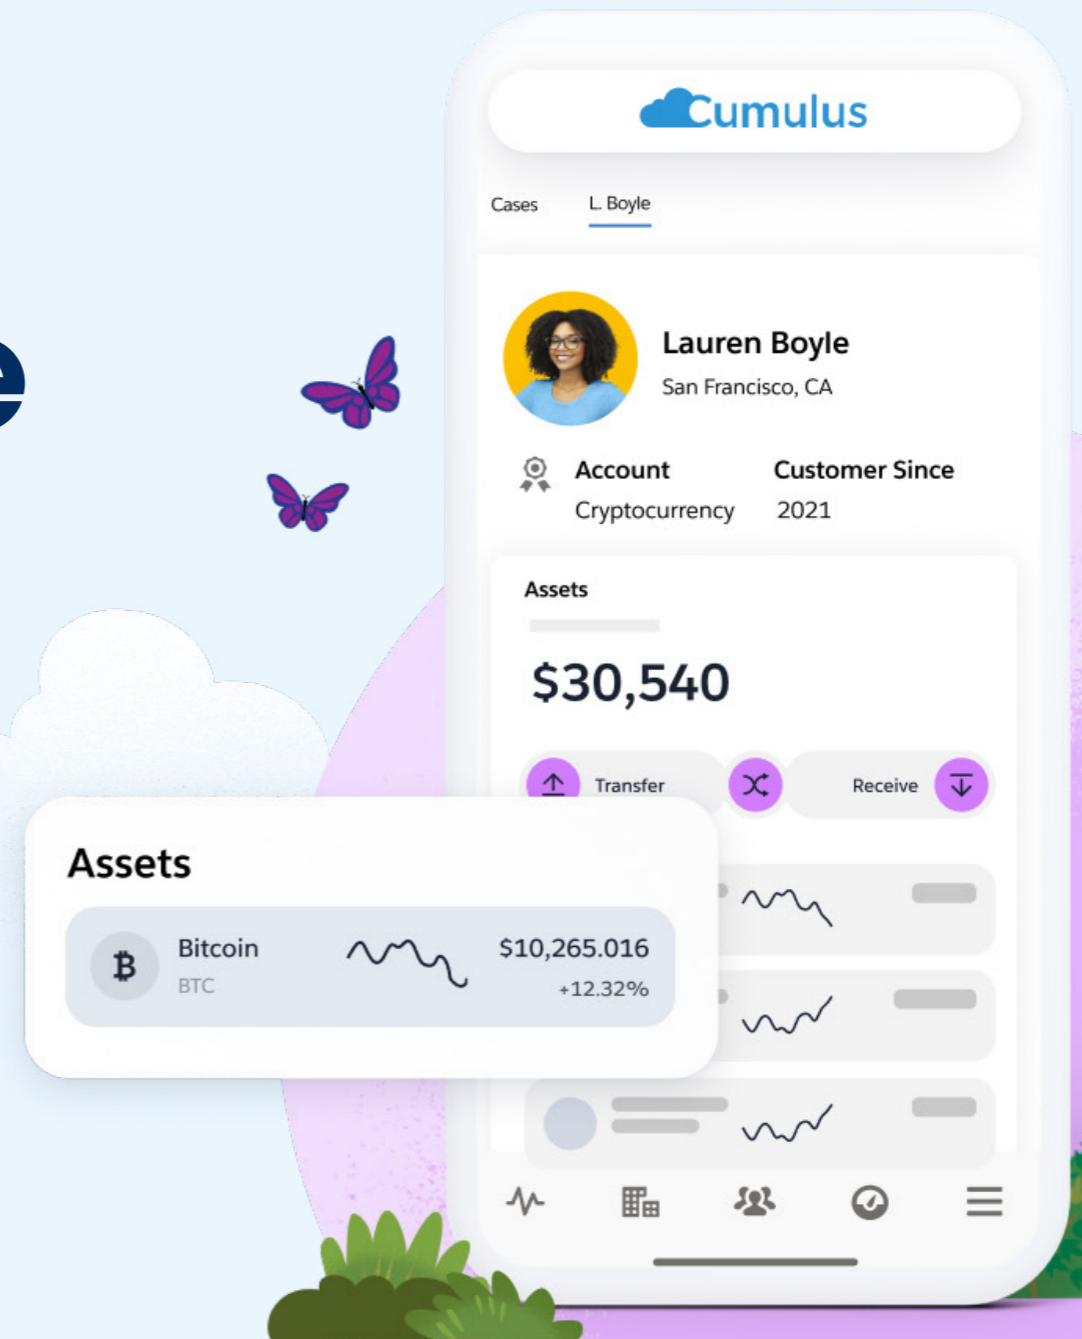 e
Cumulus
Cases L. Boyle
Lauren Boyle
San Francisco, CA
Account Customer Since
Cryptocurrency 2021
Assets
$30,540
Transfer Receive
Assets
Bitcoin $10,265.016
BTC +12.32%